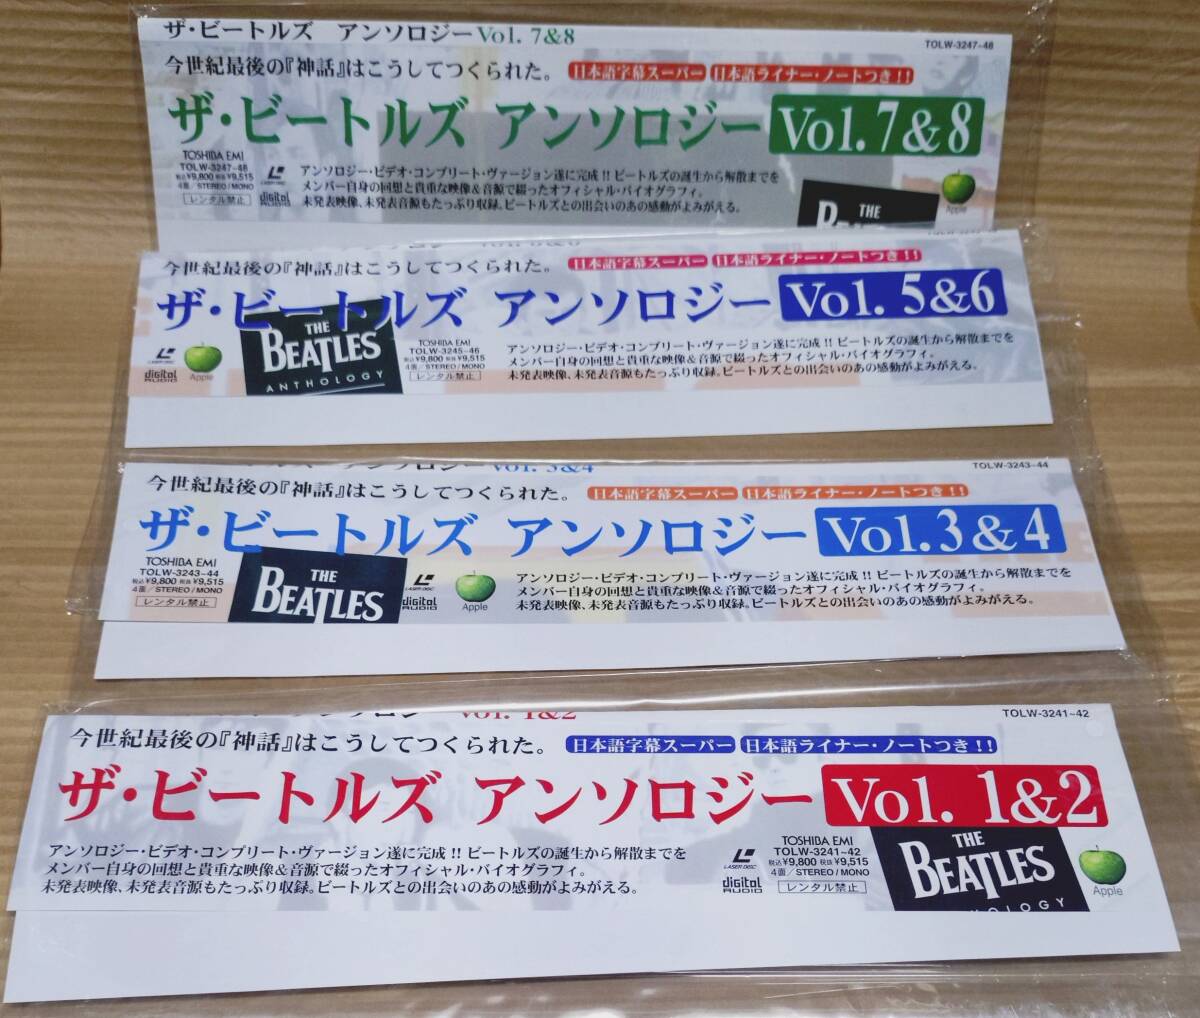 ザ・ビートルズ アンソロジーVol. 7&8
TOLW-3247~48
今世紀最後の『神話』はこうしてつくられた。 日本語字幕スーパー 日本語ライナー・ノートつき!!
ザ・ビートルズ アンソロジー Vol. 7&8
TOSHIBA EMI
TOLW-3247-48
税込¥9,800 税抜¥9,515
4面/STEREO/MONO
レンタル禁止
LASER DISC
digital AUDIO
アンソロジー・ビデオ・コンプリート・ヴァージョン遂に完成!! ビートルズの誕生から解散までを
メンバー自身の回想と貴重な映像&音源で綴ったオフィシャル・バイオグラフィ。
未発表映像、未発表音源もたっぷり収録。ビートルズとの出会いのあの感動がよみがえる。
THE
Apple
今世紀最後の『神話』はこうしてつくられた。 日本語字幕スーパー 日本語ライナー・ノートつき!!
ザ・ビートルズ アンソロジー Vol. 5&6
LASER DISC
digital AUDIO
Apple
THE
BEATLES
ANTHOLOGY
TOSHIBA EMI
TOLW-3245-46
税込¥9,800 税抜¥9,515
4面/STEREO/MONO
レンタル禁止
アンソロジー・ビデオ・コンプリート・ヴァージョン遂に完成!! ビートルズの誕生から解散までを
メンバー自身の回想と貴重な映像&音源で綴ったオフィシャル・バイオグラフィ。
未発表映像、未発表音源もたっぷり収録。ビートルズとの出会いのあの感動がよみがえる。
アンソロジー Vol. 3&4
TOLW-3243-44
今世紀最後の『神話』はこうしてつくられた。 日本語字幕スーパー 日本語ライナー・ノートつき!!
ザ・ビートルズ アンソロジー Vol. 3&4
TOSHIBA EMI
TOLW-3243-44
税込¥9,800 税抜¥9,515
4面/STEREO/MONO
レンタル禁止
THE
BEATLES
LASER DISC
digital AUDIO
Apple
アンソロジー・ビデオ・コンプリート・ヴァージョン遂に完成!! ビートルズの誕生から解散までを
メンバー自身の回想と貴重な映像&音源で綴ったオフィシャル・バイオグラフィ。
未発表映像、未発表音源もたっぷり収録。ビートルズとの出会いのあの感動がよみがえる。
Vol. 1&2
TOLW-3241~42
今世紀最後の『神話』はこうしてつくられた。 日本語字幕スーパー 日本語ライナー・ノートつき!!
ザ・ビートルズ アンソロジー Vol. 1&2
アンソロジー・ビデオ・コンプリート・ヴァージョン遂に完成!! ビートルズの誕生から解散までを
メンバー自身の回想と貴重な映像&音源で綴ったオフィシャル・バイオグラフィ。
未発表映像、未発表音源もたっぷり収録。ビートルズとの出会いのあの感動がよみがえる。
LASER DISC
digital AUDIO
TOSHIBA EMI
TOLW-3241-42
税込¥9,800 税抜¥9,515
4面/STEREO/MONO
レンタル禁止
THE
BEATLES
Apple